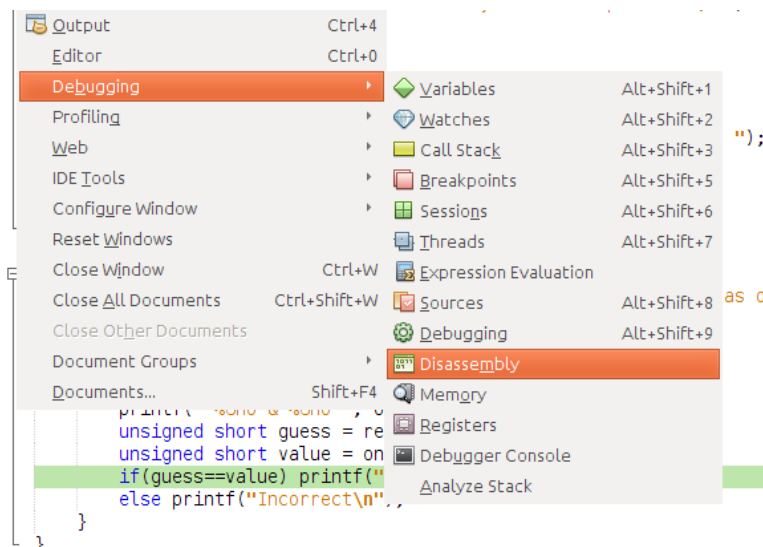 Output Ctrl+4
Editor Ctrl+0
Debugging
Profiling
Web
IDE Tools
Configure Window
Reset Windows
Close Window Ctrl+W
Close All Documents Ctrl+Shift+W
Close Other Documents
Document Groups
Documents... Shift+F4
Variables Alt+Shift+1
Watches Alt+Shift+2
Call Stack Alt+Shift+3
Breakpoints Alt+Shift+5
Sessions Alt+Shift+6
Threads Alt+Shift+7
Expression Evaluation
Sources Alt+Shift+8
Debugging Alt+Shift+9
Disassembly
Memory
Registers
Debugger Console
Analyze Stack
");
as
unsigned short guess = re
unsigned short value = on
if(guess==value) printf("
else printf("Incorrect\n");
}
}